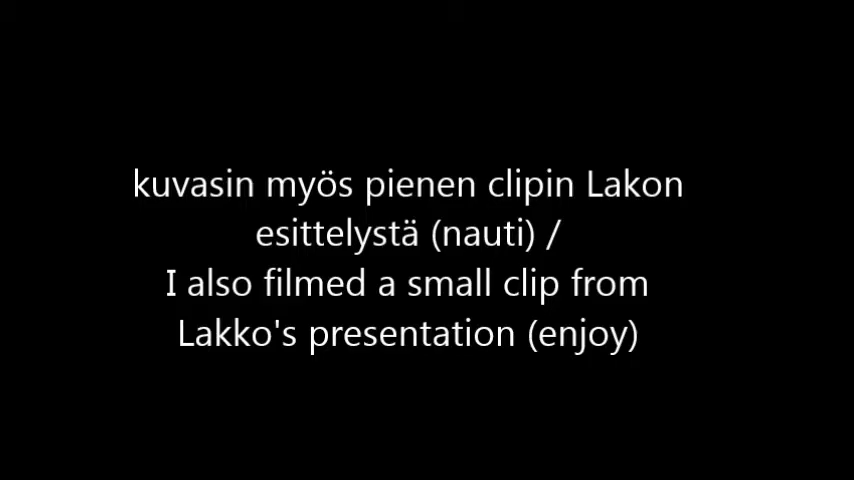 kuvasin myös pienen clipin Lakon
esittelystä (nauti) /
I also filmed a small clip from
Lakko's presentation (enjoy)